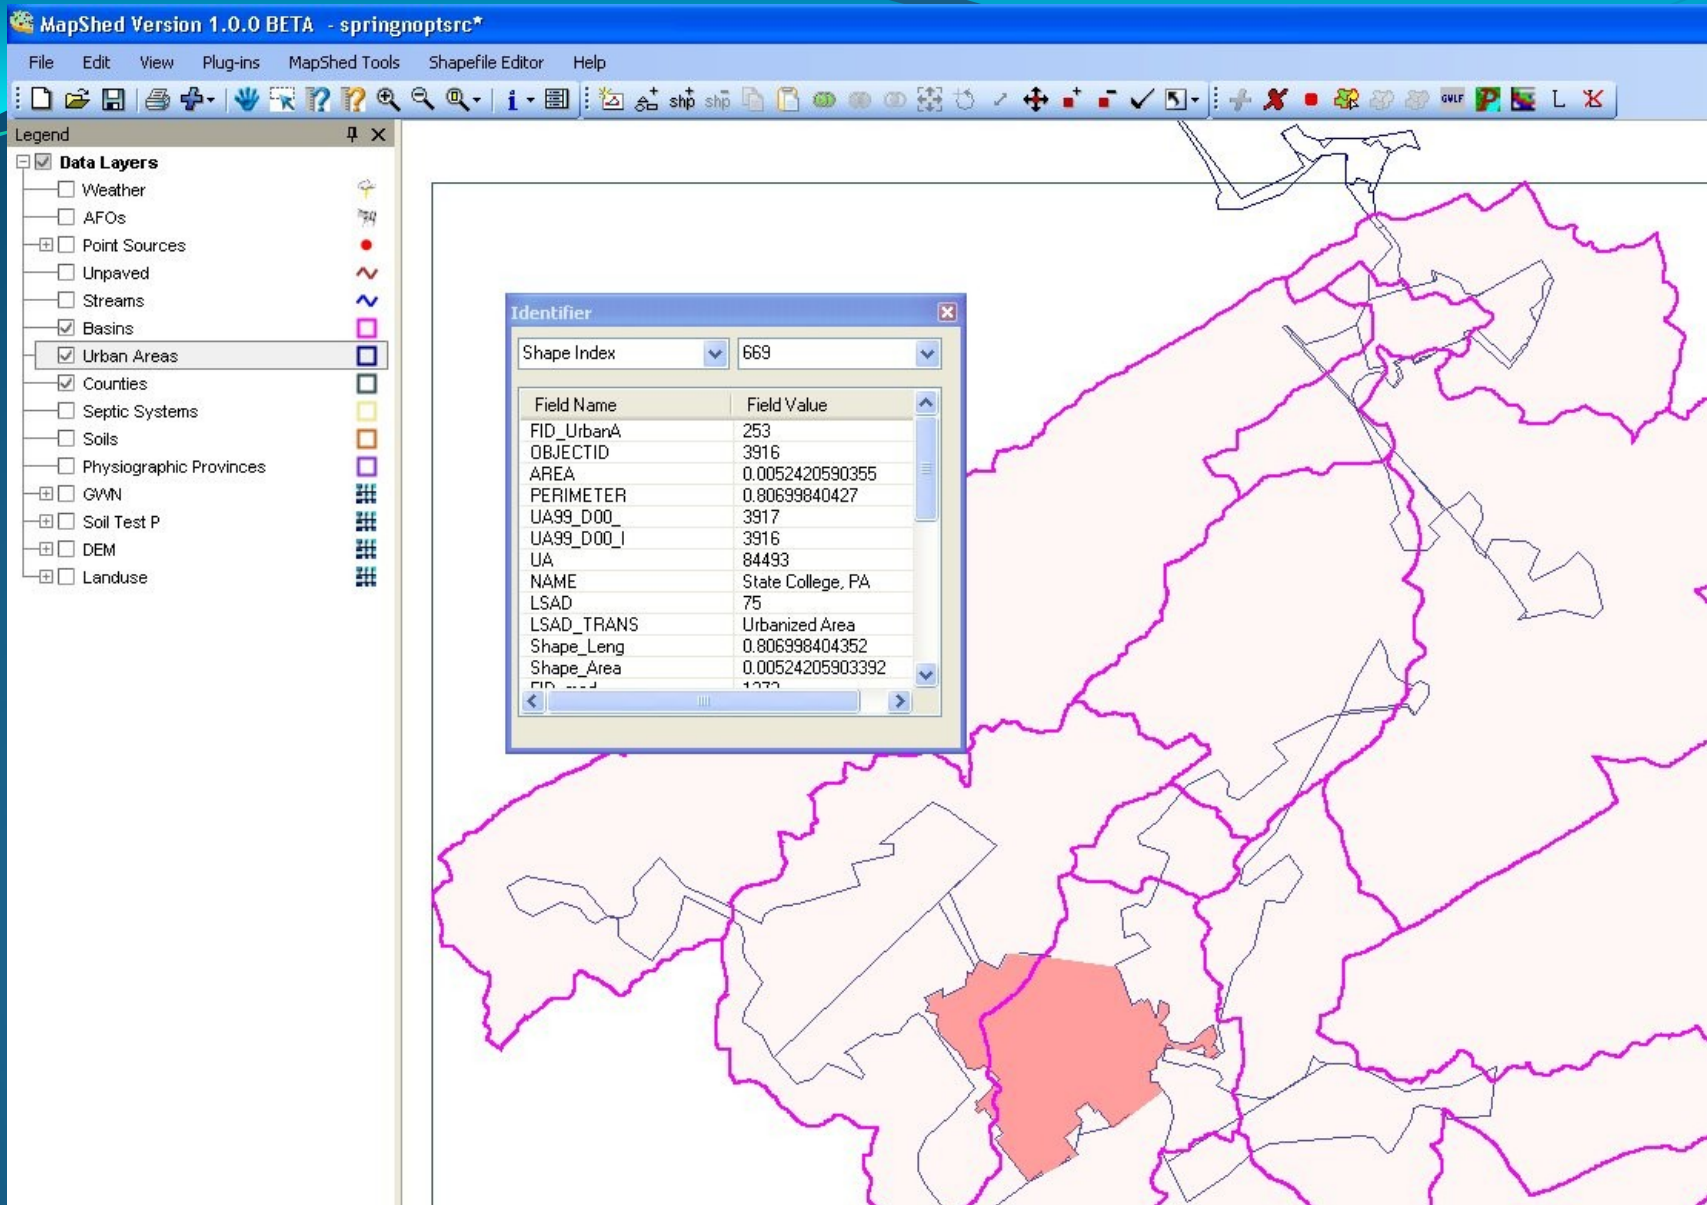 MapShed Version 1.0.0 BETA - springnoptsrc*
File Edit View Plug-ins MapShed Tools Shapefile Editor Help
shp shp GWLF P L
Legend
Data Layers
Weather
AFOs
Point Sources
Unpaved
Streams
Basins
Urban Areas
Counties
Septic Systems
Soils
Physiographic Provinces
GWN
Soil Test P
DEM
Landuse
Identifier
Shape Index 669
Field Name Field Value
FID_UrbanA 253
OBJECTID 3916
AREA 0.0052420590355
PERIMETER 0.80699840427
UA99_D00_ 3917
UA99_D00_I 3916
UA 84493
NAME State College, PA
LSAD 75
LSAD_TRANS Urbanized Area
Shape_Leng 0.806998404352
Shape_Area 0.00524205903392